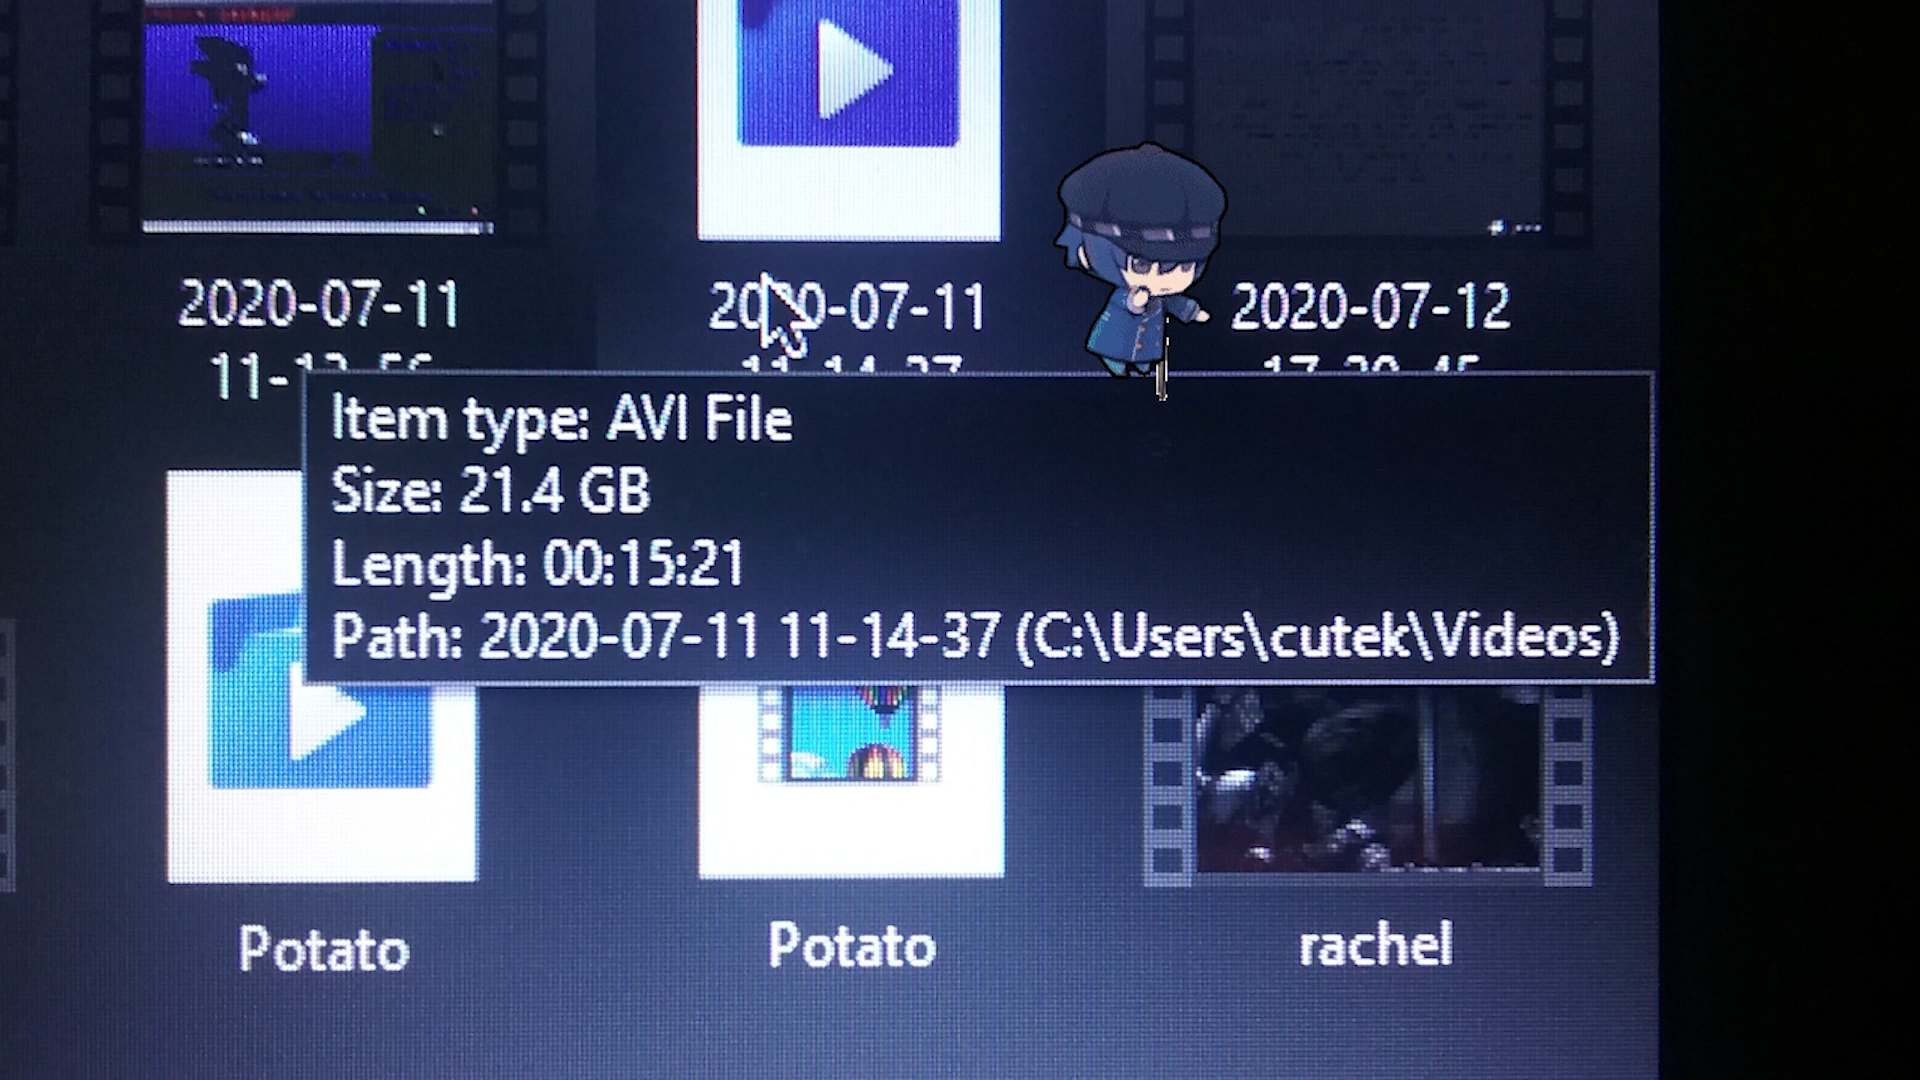 2020-07-11
2020-07-11
2020-07-12
Item type: AVI File
Size: 21.4 GB
Length: 00:15:21
Path: 2020-07-11 11-14-37 (C:\Users\cutek\Videos)
Potato
Potato
rachel